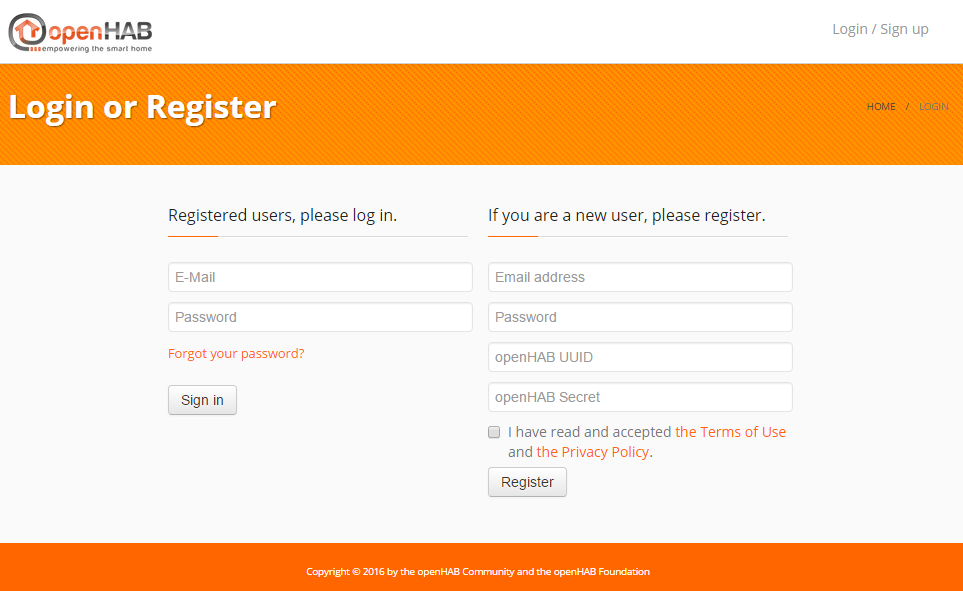 openHAB
empowering the smart home
Login / Sign up
Login or Register
HOME / LOGIN
Registered users, please log in.
E-Mail
Password
Forgot your password?
Sign in
If you are a new user, please register.
Email address
Password
openHAB UUID
openHAB Secret
I have read and accepted the Terms of Use
and the Privacy Policy.
Register
Copyright © 2016 by the openHAB Community and the openHAB Foundation